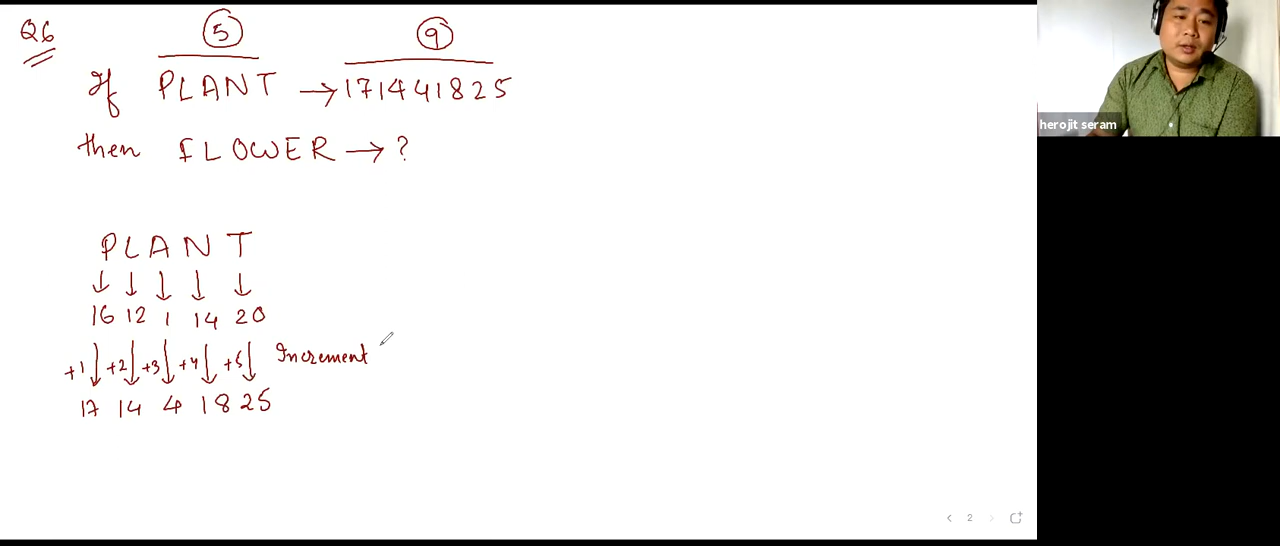 Q6
5 9
If PLANT → 171441825
herojit seram
then FLOWER → ?
PLANT
↓ ↓ ↓ ↓ ↓
16 12 1 14 20
+1↓ +2↓ +3↓ +4↓ +5↓ Increment
17 14 4 18 25
2